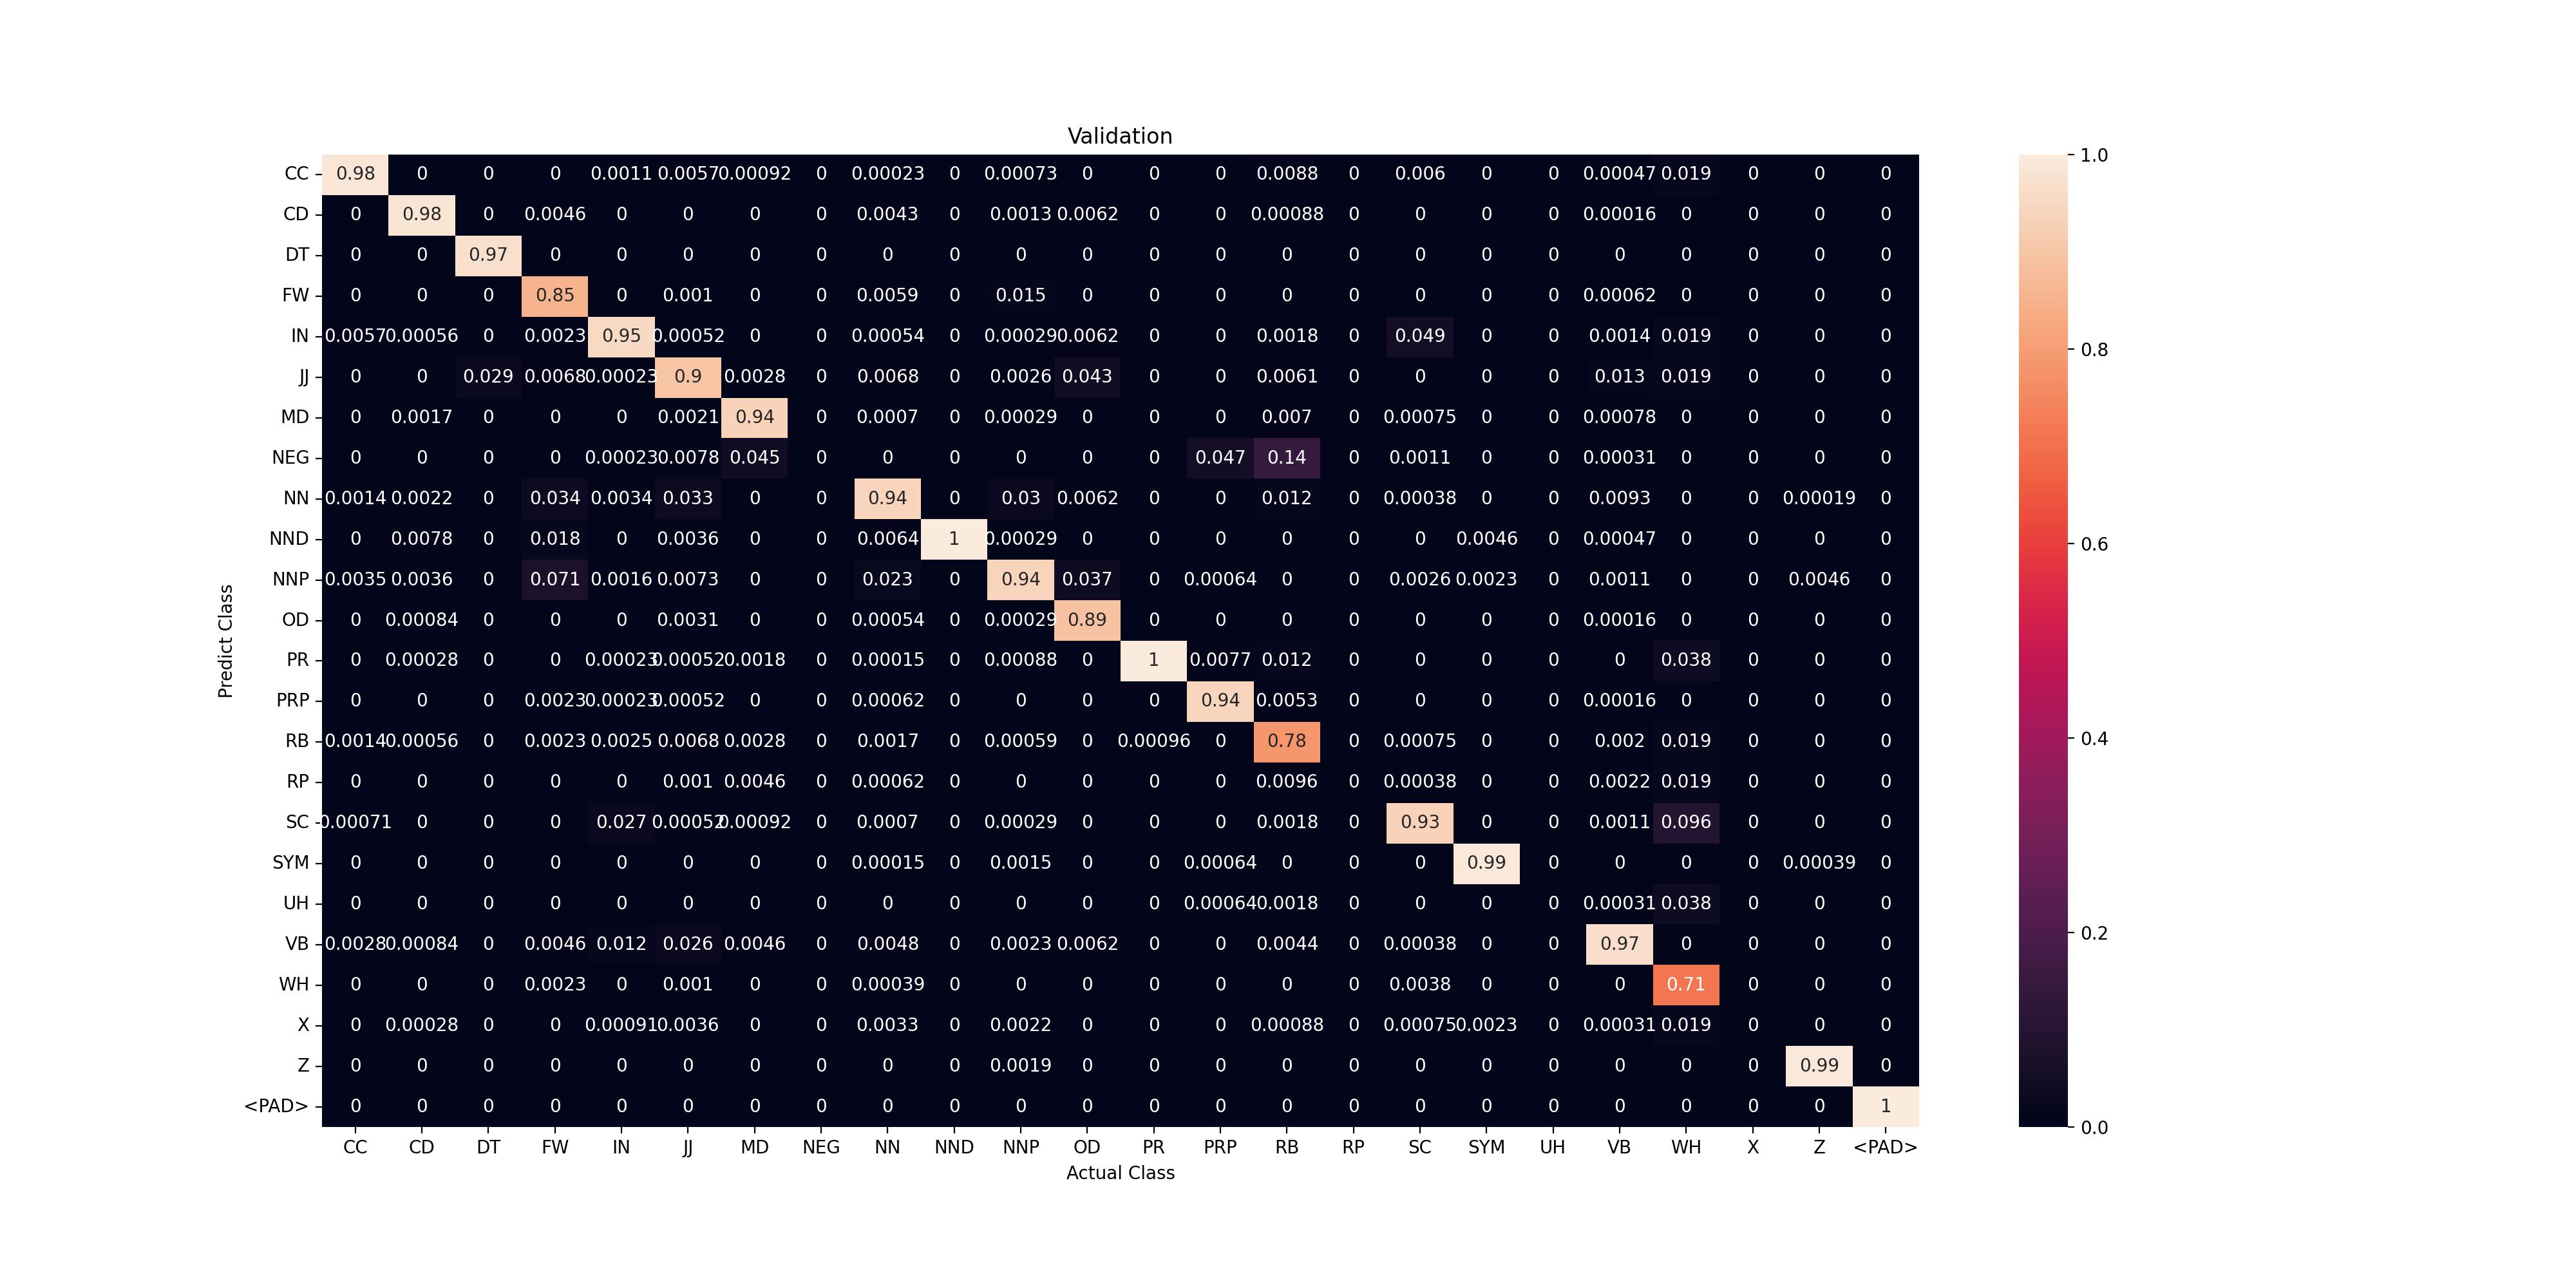 Validation
CC 0.98 0 0 0 0.0011 0.0057 0.00092 0 0.00023 0 0.00073 0 0 0 0.0088 0 0.006 0 0 0.00047 0.019 0 0 0
CD 0 0.98 0 0.0046 0 0 0 0 0.0043 0 0.0013 0.0062 0 0 0.00088 0 0 0 0 0.00016 0 0 0 0
DT 0 0 0.97 0 0 0 0 0 0 0 0 0 0 0 0 0 0 0 0 0 0 0 0 0
FW 0 0 0 0.85 0 0.001 0 0 0.0059 0 0.015 0 0 0 0 0 0 0 0 0.00062 0 0 0 0
IN 0.0057 0.00056 0 0.0023 0.95 0.00052 0 0 0.00054 0 0.00029 0.0062 0 0 0.0018 0 0.049 0 0 0.0014 0.019 0 0 0
JJ 0 0 0.029 0.0068 0.00023 0.9 0.0028 0 0.0068 0 0.0026 0.043 0 0 0.0061 0 0 0 0 0.013 0.019 0 0 0
MD 0 0.0017 0 0 0 0.0021 0.94 0 0.0007 0 0.00029 0 0 0 0.007 0 0.00075 0 0 0.00078 0 0 0 0
NEG 0 0 0 0 0.00023 0.0078 0.045 0 0 0 0 0 0 0.047 0.14 0 0.0011 0 0 0.00031 0 0 0 0
NN 0.0014 0.0022 0 0.034 0.0034 0.033 0 0 0.94 0 0.03 0.0062 0 0 0.012 0 0.00038 0 0 0.0093 0 0 0.00019 0
NND 0 0.0078 0 0.018 0 0.0036 0 0 0.0064 1 0.00029 0 0 0 0 0 0 0.0046 0 0.00047 0 0 0 0
NNP 0.0035 0.0036 0 0.071 0.0016 0.0073 0 0 0.023 0 0.94 0.037 0 0.00064 0 0 0.0026 0.0023 0 0.0011 0 0 0.0046 0
OD 0 0.00084 0 0 0 0.0031 0 0 0.00054 0 0.00029 0.89 0 0 0 0 0 0 0 0.00016 0 0 0 0
PR 0 0.00028 0 0 0.00023 0.00052 0.0018 0 0.00015 0 0.00088 0 1 0.0077 0.012 0 0 0 0 0 0.038 0 0 0
PRP 0 0 0 0.0023 0.00023 0.00052 0 0 0.00062 0 0 0 0 0.94 0.0053 0 0 0 0 0.00016 0 0 0 0
RB 0.0014 0.00056 0 0.0023 0.0025 0.0068 0.0028 0 0.0017 0 0.00059 0 0.00096 0 0.78 0 0.00075 0 0 0.002 0.019 0 0 0
RP 0 0 0 0 0 0.001 0.0046 0 0.00062 0 0 0 0 0 0.0096 0 0.00038 0 0 0.0022 0.019 0 0 0
SC 0.00071 0 0 0 0.027 0.00052 0.00092 0 0.0007 0 0.00029 0 0 0 0.0018 0 0.93 0 0 0.0011 0.096 0 0 0
SYM 0 0 0 0 0 0 0 0 0.00015 0 0.0015 0 0 0.00064 0 0 0 0.99 0 0 0 0 0.00039 0
UH 0 0 0 0 0 0 0 0 0 0 0 0 0 0.00064 0.0018 0 0 0 0 0.00031 0.038 0 0 0
VB 0.0028 0.00084 0 0.0046 0.012 0.026 0.0046 0 0.0048 0 0.0023 0.0062 0 0 0.0044 0 0.00038 0 0 0.97 0 0 0 0
WH 0 0 0 0.0023 0 0.001 0 0 0.00039 0 0 0 0 0 0 0 0.0038 0 0 0 0.71 0 0 0
X 0 0.00028 0 0 0.00091 0.0036 0 0 0.0033 0 0.0022 0 0 0 0.00088 0 0.00075 0.0023 0 0.00031 0.019 0 0 0
Z 0 0 0 0 0 0 0 0 0 0 0.0019 0 0 0 0 0 0 0 0 0 0 0 0.99 0
<PAD> 0 0 0 0 0 0 0 0 0 0 0 0 0 0 0 0 0 0 0 0 0 0 0 1
CC CD DT FW IN JJ MD NEG NN NND NNP OD PR PRP RB RP SC SYM UH VB WH X Z <PAD>
Actual Class
Predict Class
1.0
0.8
0.6
0.4
0.2
0.0